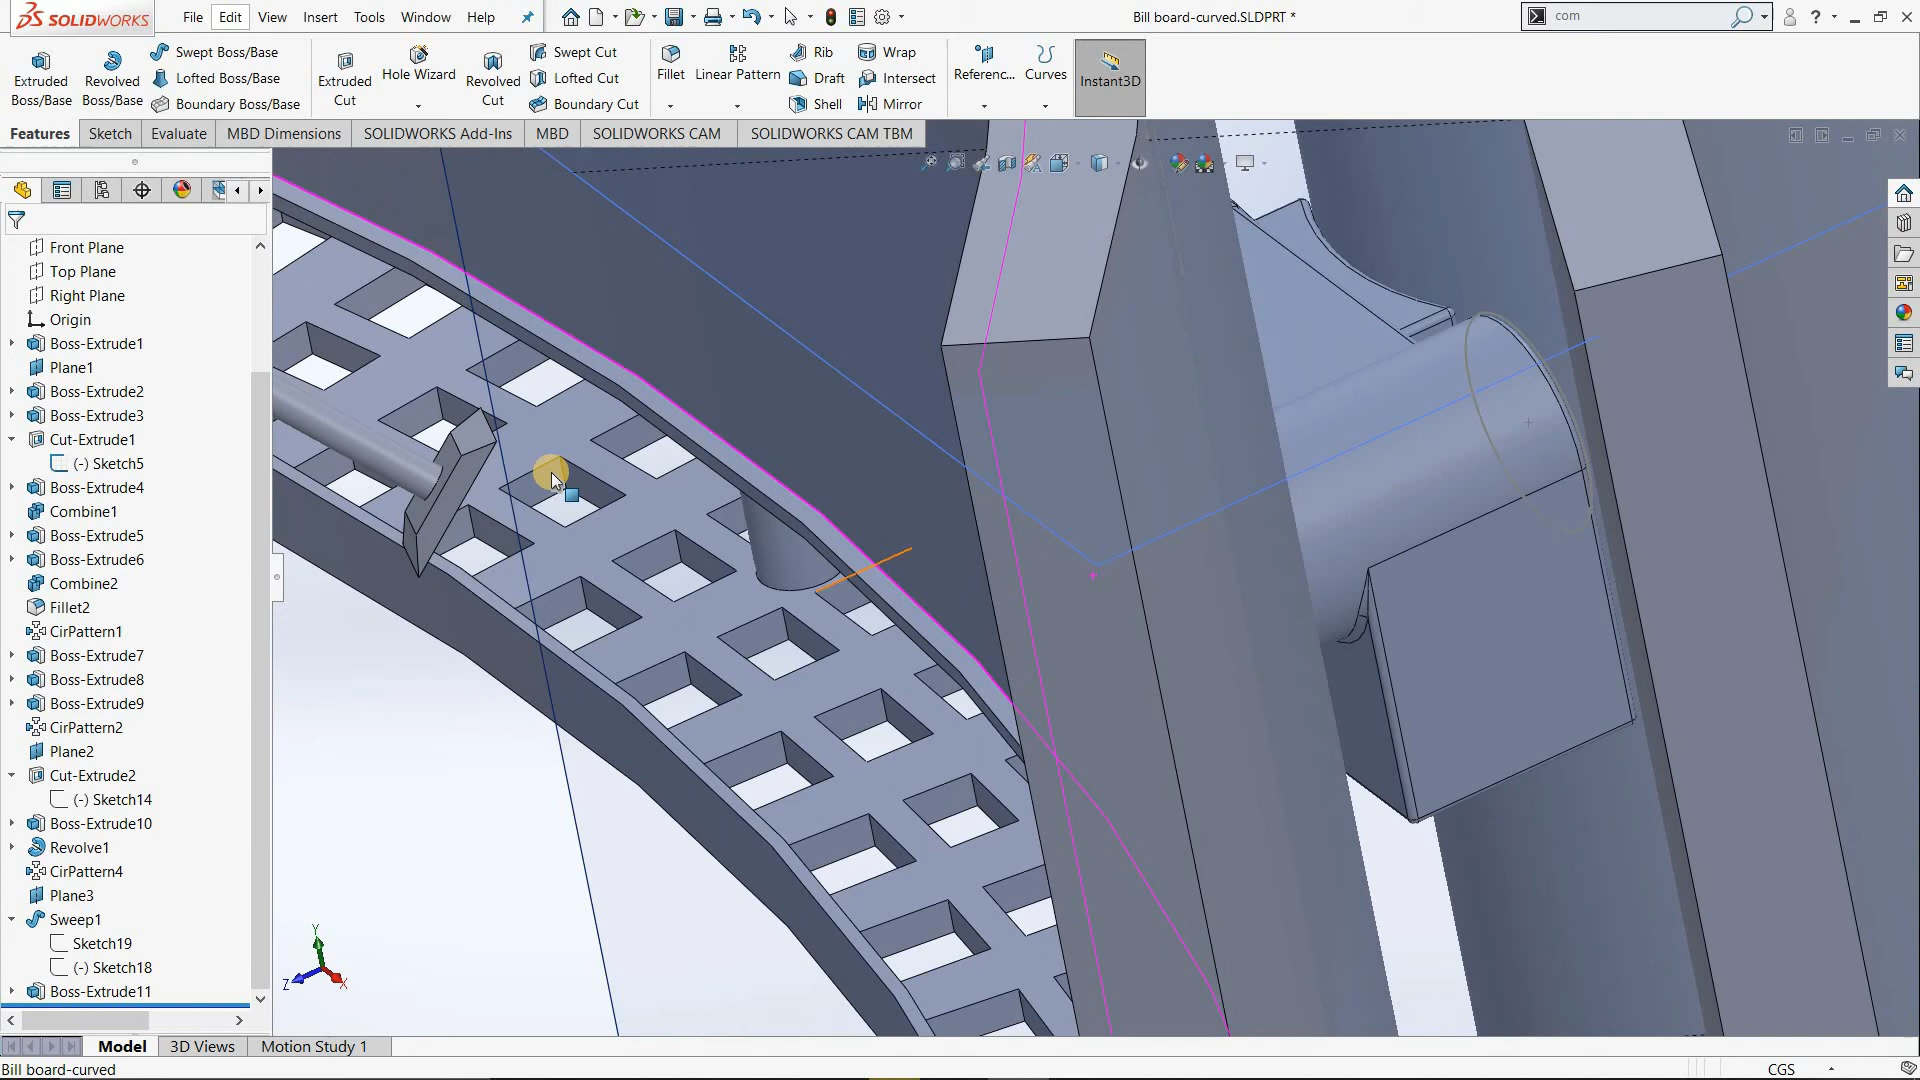 SOLIDWORKS File Edit View Insert Tools Window Help Bill board-curved.SLDPRT * com ?
Extruded Boss/Base
Revolved Boss/Base
Swept Boss/Base
Lofted Boss/Base
Boundary Boss/Base
Extruded Cut
Hole Wizard
Revolved Cut
Swept Cut
Lofted Cut
Boundary Cut
Fillet
Linear Pattern
Rib
Draft
Shell
Wrap
Intersect
Mirror
Referenc...
Curves
Instant3D
Features Sketch Evaluate MBD Dimensions SOLIDWORKS Add-Ins MBD SOLIDWORKS CAM SOLIDWORKS CAM TBM
Front Plane
Top Plane
Right Plane
Origin
Boss-Extrude1
Plane1
Boss-Extrude2
Boss-Extrude3
Cut-Extrude1
(-) Sketch5
Boss-Extrude4
Combine1
Boss-Extrude5
Boss-Extrude6
Combine2
Fillet2
CirPattern1
Boss-Extrude7
Boss-Extrude8
Boss-Extrude9
CirPattern2
Plane2
Cut-Extrude2
(-) Sketch14
Boss-Extrude10
Revolve1
CirPattern4
Plane3
Sweep1
Sketch19
(-) Sketch18
Boss-Extrude11
Y
Z
X
Model 3D Views Motion Study 1
Bill board-curved CGS